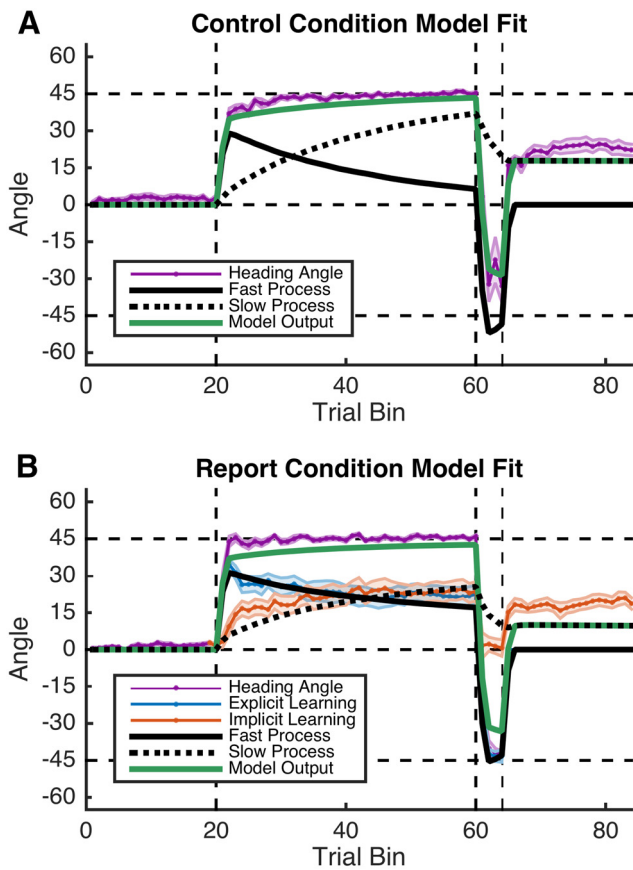 A
Control Condition Model Fit
60
45
30
15
0
-15
-30
-45
-60
Angle
Heading Angle
Fast Process
Slow Process
Model Output
0 20 40 60 80
Trial Bin
B
Report Condition Model Fit
60
45
30
15
0
-15
-30
-45
-60
Angle
Heading Angle
Explicit Learning
Implicit Learning
Fast Process
Slow Process
Model Output
0 20 40 60 80
Trial Bin